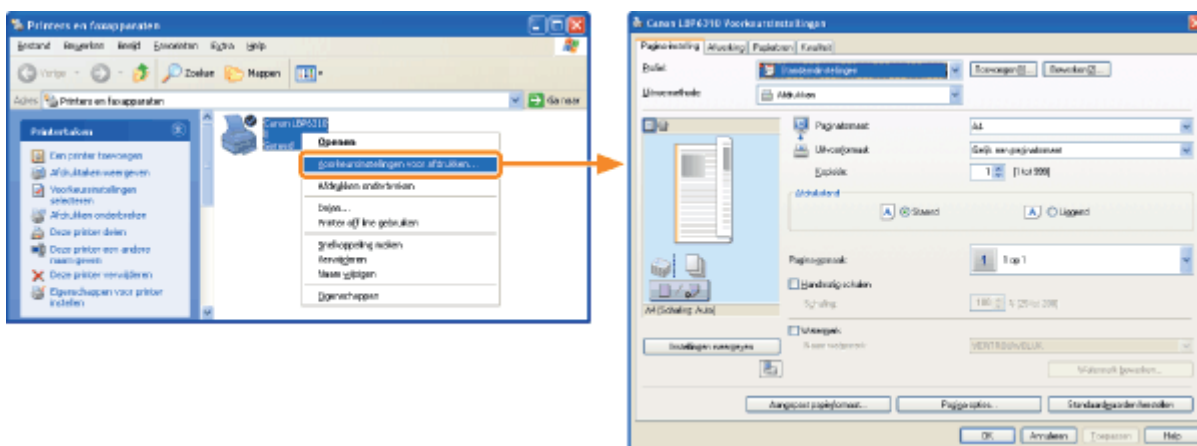 Printers en faxapparaten
Bestand Bewerken Beeld Favorieten Extra Help
Vorige Zoeken Mappen
Adres Printers en faxapparaten Ga naar
Printertaken
Een printer toevoegen
Afdruktaken weergeven
Voorkeursinstellingen selecteren
Afdrukken onderbreken
Deze printer delen
Deze printer een andere naam geven
Deze printer verwijderen
Eigenschappen voor printer instellen
Canon LBP6310
0
Gereed
Openen
Voorkeursinstellingen voor afdrukken...
Afdrukken onderbreken
Delen...
Printer off line gebruiken
Snelkoppeling maken
Verwijderen
Naam wijzigen
Eigenschappen
Canon LBP6310 Voorkeursinstellingen
Pagina-instelling Afwerking Papierbron Kwaliteit
Profiel: Standaardinstellingen Toevoegen(1)... Bewerken(2)...
Uitvoermethode: Afdrukken
Paginaformaat: A4
Uitvoerformaat: Gelijk aan paginaformaat
Kopieën: 1 [1 tot 999]
Afdrukstand
A Staand A Liggend
Paginaopmaak: 1 1 op 1
Handmatig schalen
Schaling: 100 % [25 tot 200]
A4 [Schaling: Auto]
Watermerk:
Naam watermerk: VERTROUWELIJK
Instellingen weergeven
Watermerk bewerken...
Aangepast papierformaat... Pagina-opties... Standaardwaarden herstellen
OK Annuleren Toepassen Help